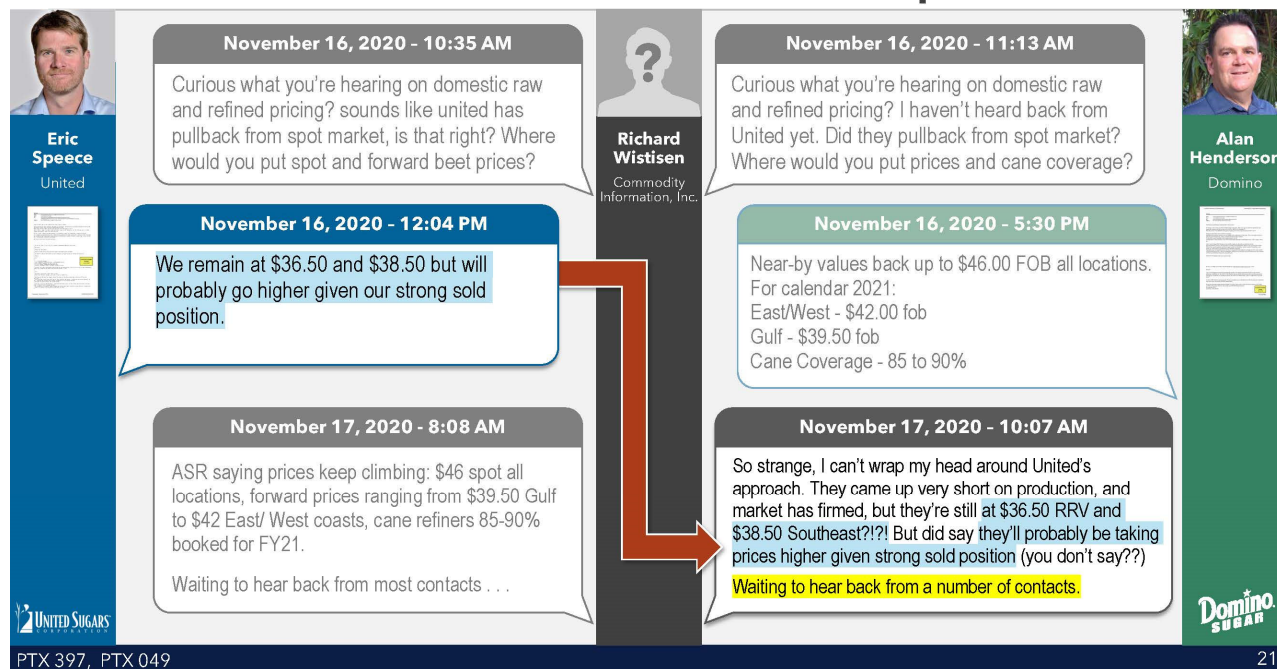 November 16, 2020 - 10:35 AM
Curious what you're hearing on domestic raw
and refined pricing? sounds like united has
pullback from spot market, is that right? Where
would you put spot and forward beet prices?
November 16, 2020 - 11:13 AM
Curious what you're hearing on domestic raw
and refined pricing? I haven't heard back from
United yet. Did they pullback from spot market?
Where would you put prices and cane coverage?
Eric
Speece
United
Richard
Wistisen
Commodity
Information, Inc.
Alan
Henderson
Domino
November 16, 2020 - 12:04 PM
We remain at $36.50 and $38.50 but will
probably go higher given our strong sold
position.
November 16, 2020 - 5:30 PM
Near-by values back up to $46.00 FOB all locations.
For calendar 2021:
East/West - $42.00 fob
Gulf - $39.50 fob
Cane Coverage - 85 to 90%
November 17, 2020 - 8:08 AM
ASR saying prices keep climbing: $46 spot all
locations, forward prices ranging from $39.50 Gulf
to $42 East/ West coasts, cane refiners 85-90%
booked for FY21.
Waiting to hear back from most contacts . . .
November 17, 2020 - 10:07 AM
So strange, I can't wrap my head around United's
approach. They came up very short on production, and
market has firmed, but they're still at $36.50 RRV and
$38.50 Southeast?!?! But did say they'll probably be taking
prices higher given strong sold position (you don't say??)
Waiting to hear back from a number of contacts.
UNITED SUGARS
CORPORATION
Domino
SUGAR
PTX 397, PTX 049
21